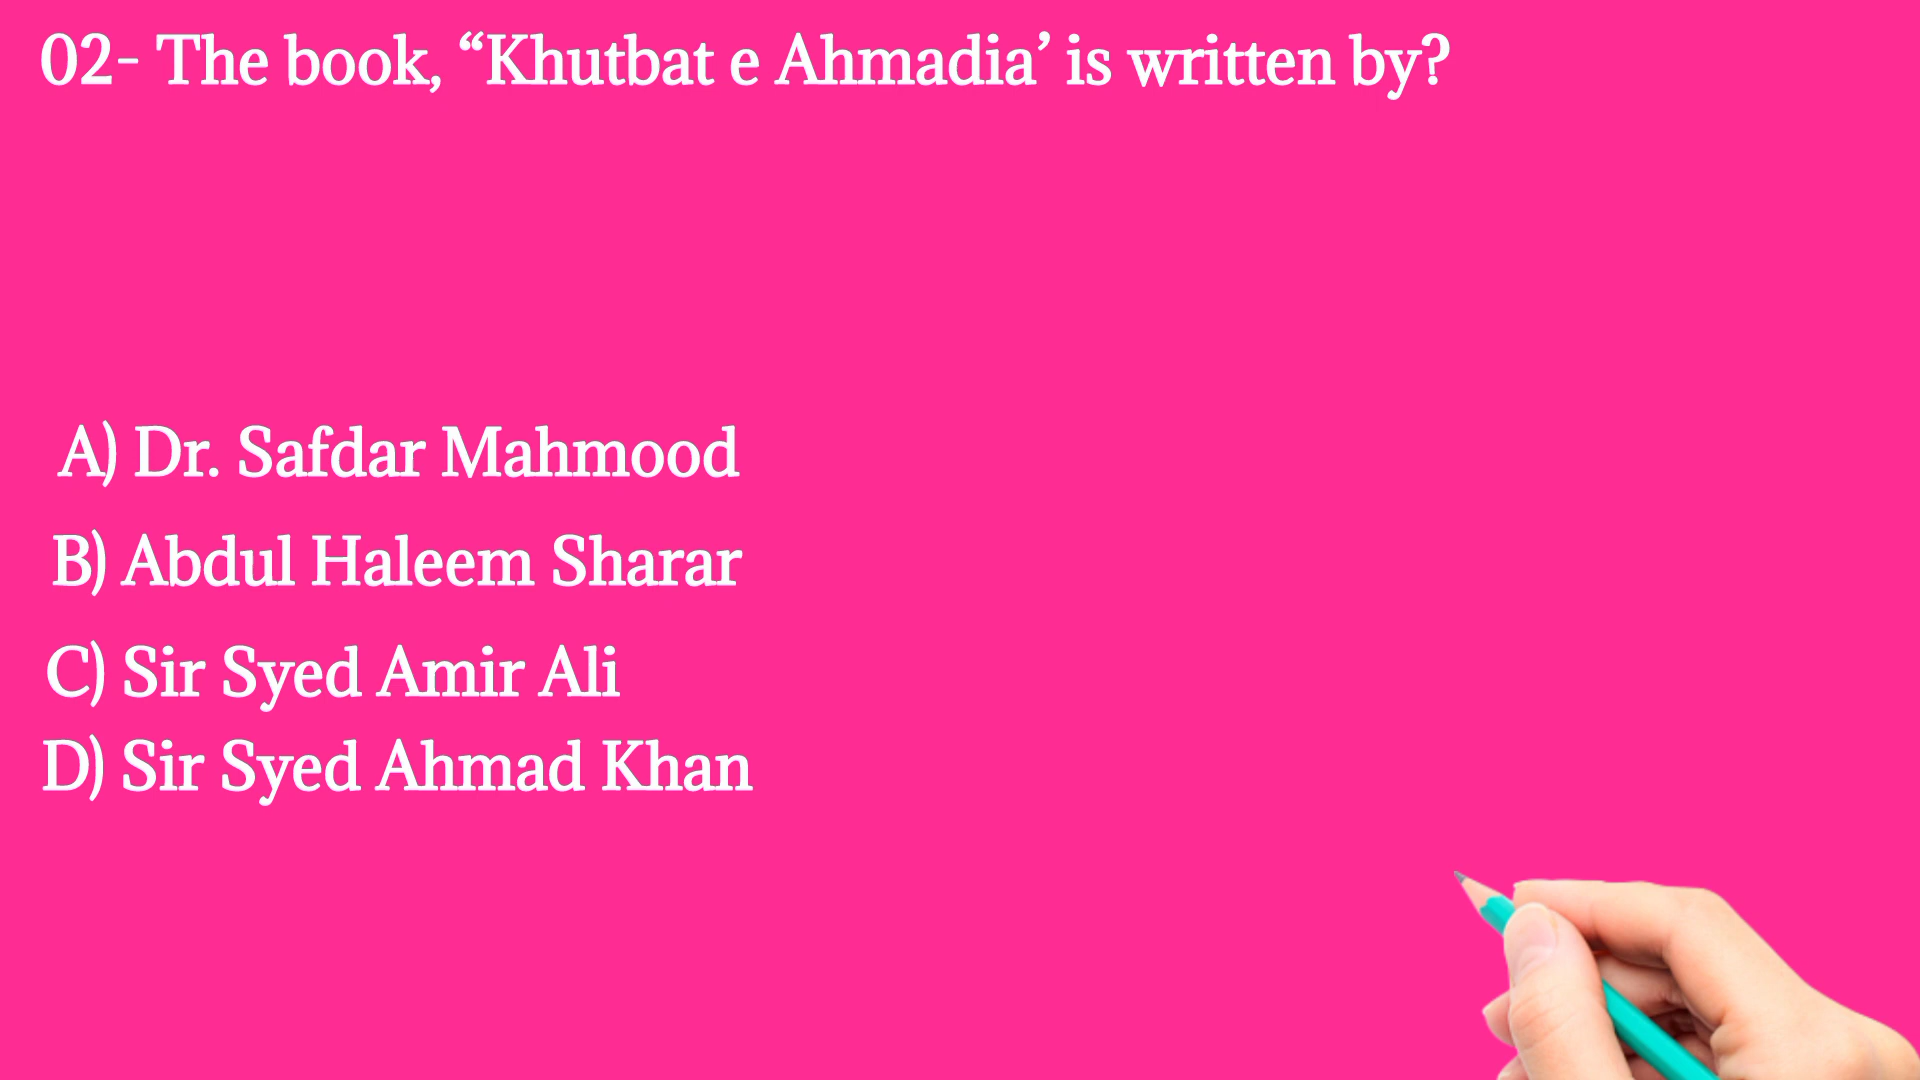 02- The book, “Khutbat e Ahmadia’ is written by?
A) Dr. Safdar Mahmood
B) Abdul Haleem Sharar
C) Sir Syed Amir Ali
D) Sir Syed Ahmad Khan